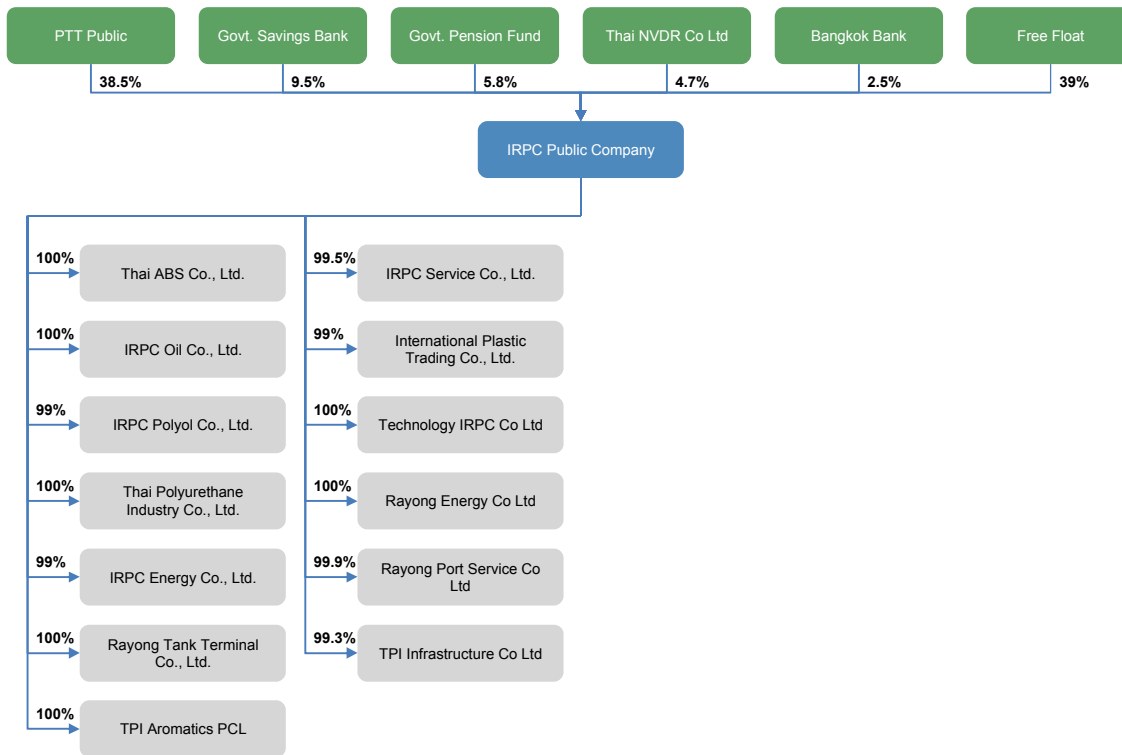 PTT Public
Govt. Savings Bank
Govt. Pension Fund
Thai NVDR Co Ltd
Bangkok Bank
Free Float
38.5%
9.5%
5.8%
4.7%
2.5%
39%
IRPC Public Company
100%
Thai ABS Co., Ltd.
99.5%
IRPC Service Co., Ltd.
100%
IRPC Oil Co., Ltd.
99%
International Plastic
Trading Co., Ltd.
99%
IRPC Polyol Co., Ltd.
100%
Technology IRPC Co Ltd
100%
Thai Polyurethane
Industry Co., Ltd.
100%
Rayong Energy Co Ltd
99%
IRPC Energy Co., Ltd.
99.9%
Rayong Port Service Co
Ltd
100%
Rayong Tank Terminal
Co., Ltd.
99.3%
TPI Infrastructure Co Ltd
100%
TPI Aromatics PCL